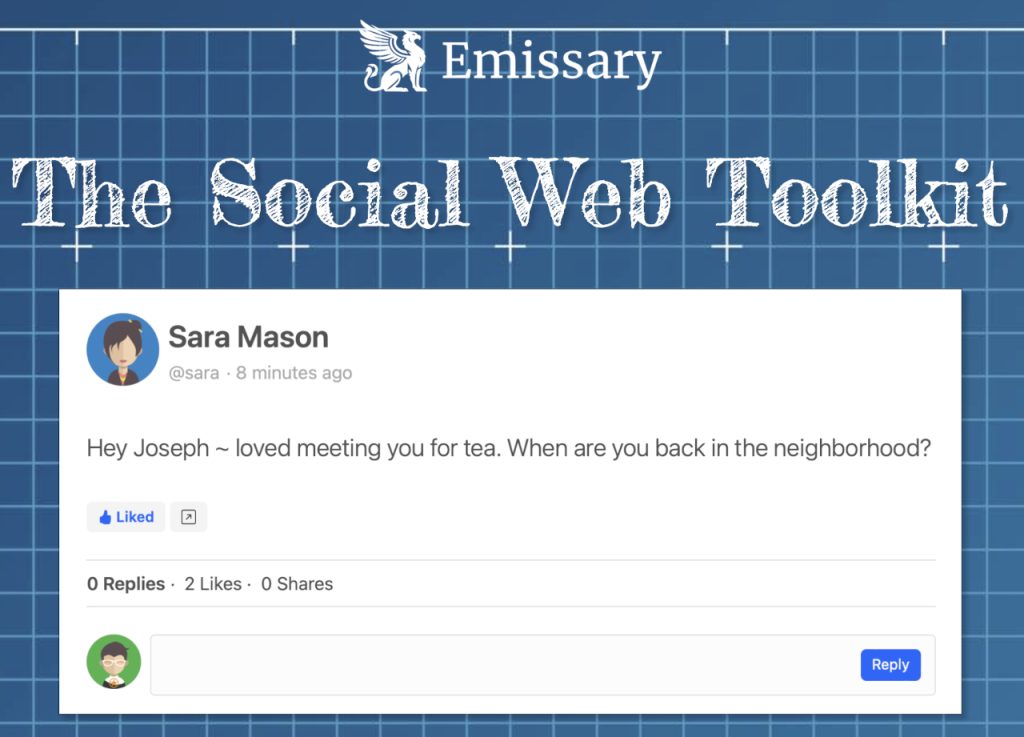 Emissary
The Social Web Toolkit
Sara Mason
@sara · 8 minutes ago
Hey Joseph ~ loved meeting you for tea. When are you back in the neighborhood?
Liked
0 Replies · 2 Likes · 0 Shares
Reply